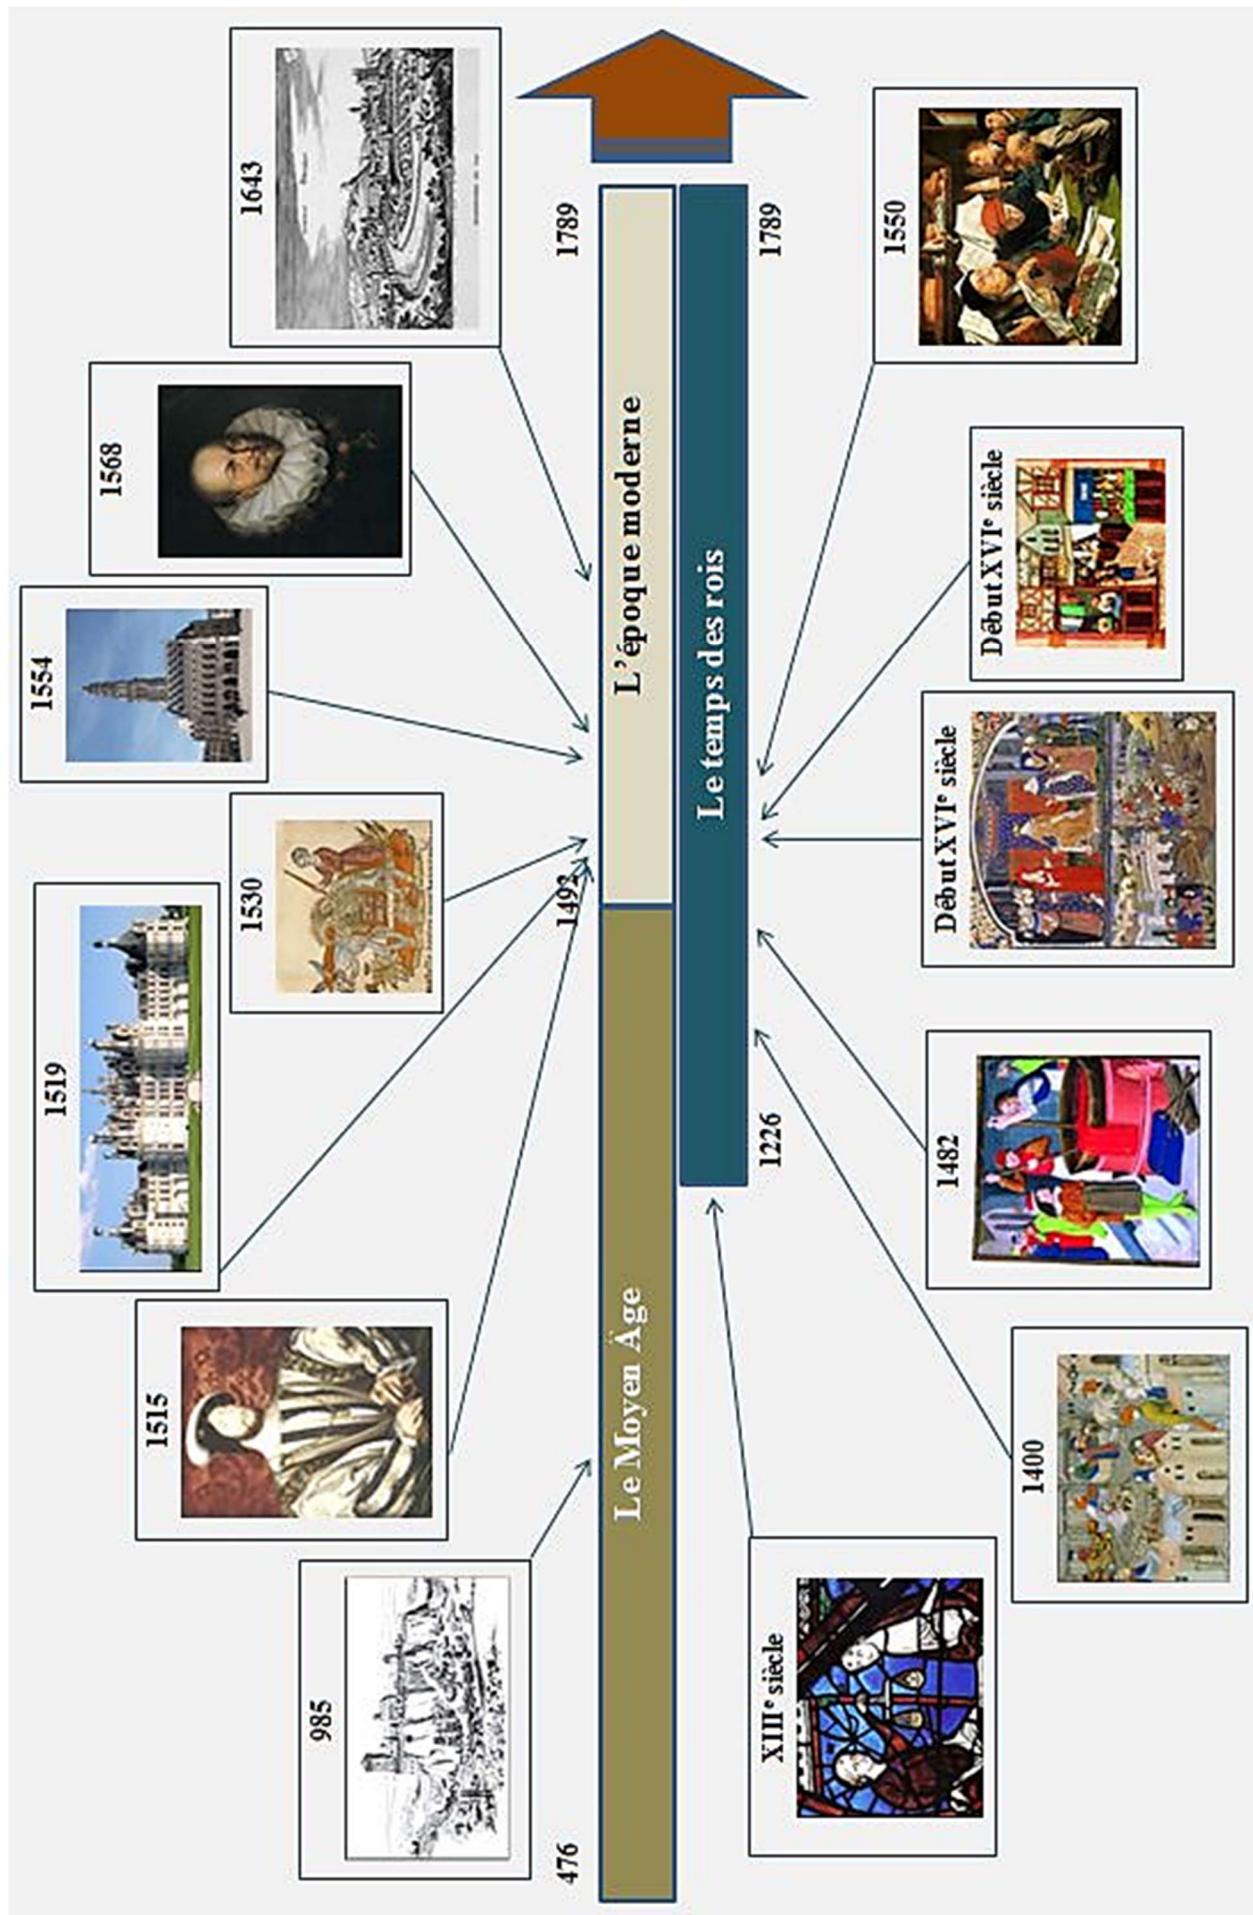 985
1515
1519
1530
1554
1568
1643
476
1492
1789
Le Moyen Âge
L'époque moderne
Le temps des rois
1226
1789
XIIIe siècle
1400
1482
Début XVIe siècle
Début XVIe siècle
1550